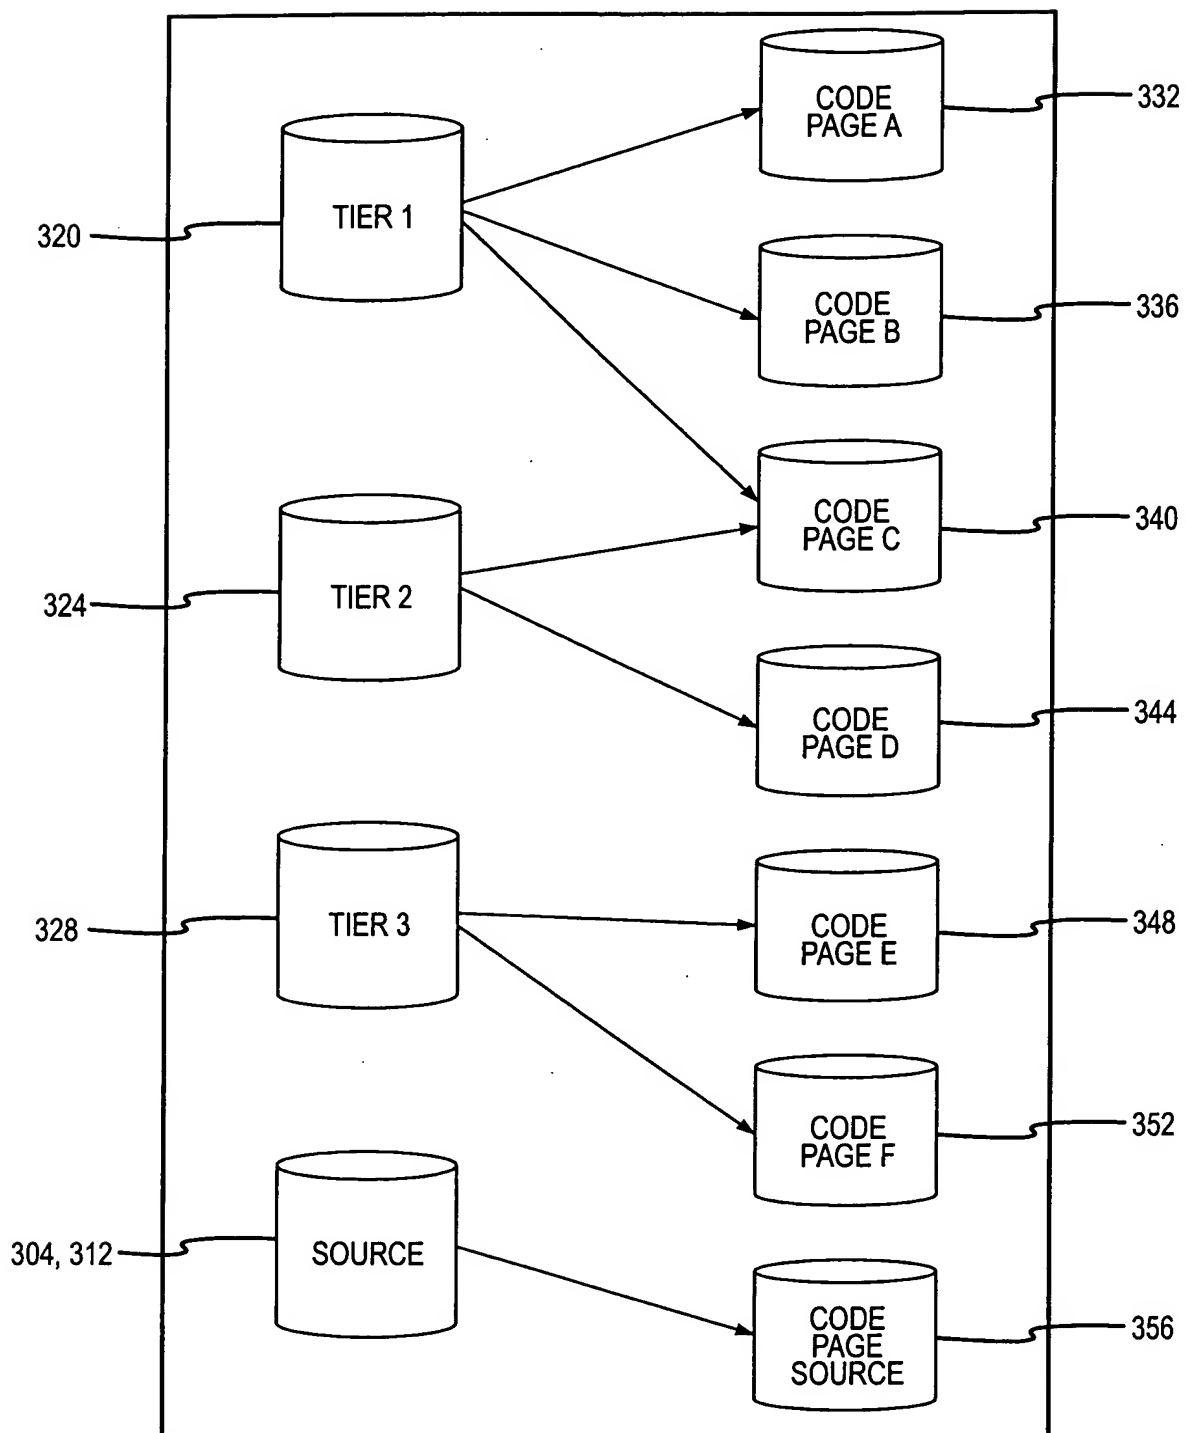 CODE
PAGE A
332
TIER 1
320
CODE
PAGE B
336
CODE
PAGE C
340
TIER 2
324
CODE
PAGE D
344
TIER 3
328
CODE
PAGE E
348
CODE
PAGE F
352
SOURCE
304, 312
CODE
PAGE
SOURCE
356